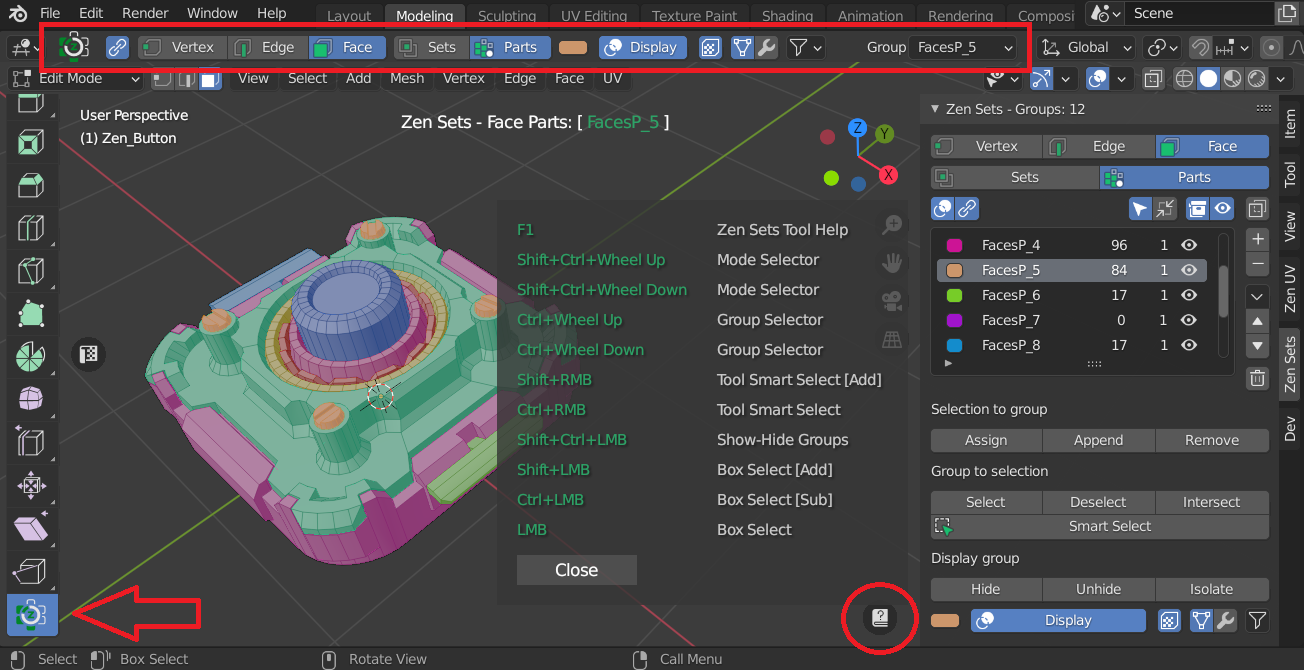 File Edit Render Window Help Layout Modeling Sculpting UV Editing Texture Paint Shading Animation Rendering Composi Scene
Vertex Edge Face Sets Parts Display Group FacesP_5 Global
Edit Mode View Select Add Mesh Vertex Edge Face UV
User Perspective
(1) Zen_Button
Zen Sets - Face Parts: [ FacesP_5 ]
Z
Y
X
F1 Zen Sets Tool Help
Shift+Ctrl+Wheel Up Mode Selector
Shift+Ctrl+Wheel Down Mode Selector
Ctrl+Wheel Up Group Selector
Ctrl+Wheel Down Group Selector
Shift+RMB Tool Smart Select [Add]
Ctrl+RMB Tool Smart Select
Shift+Ctrl+LMB Show-Hide Groups
Shift+LMB Box Select [Add]
Ctrl+LMB Box Select [Sub]
LMB Box Select
Close
Zen Sets - Groups: 12
Vertex Edge Face
Sets Parts
FacesP_4 96 1
FacesP_5 84 1
FacesP_6 17 1
FacesP_7 0 1
FacesP_8 17 1
Selection to group
Assign Append Remove
Group to selection
Select Deselect Intersect
Smart Select
Display group
Hide Unhide Isolate
Display
Item
Tool
View
Zen UV
Zen Sets
Dev
Select Box Select Rotate View Call Menu